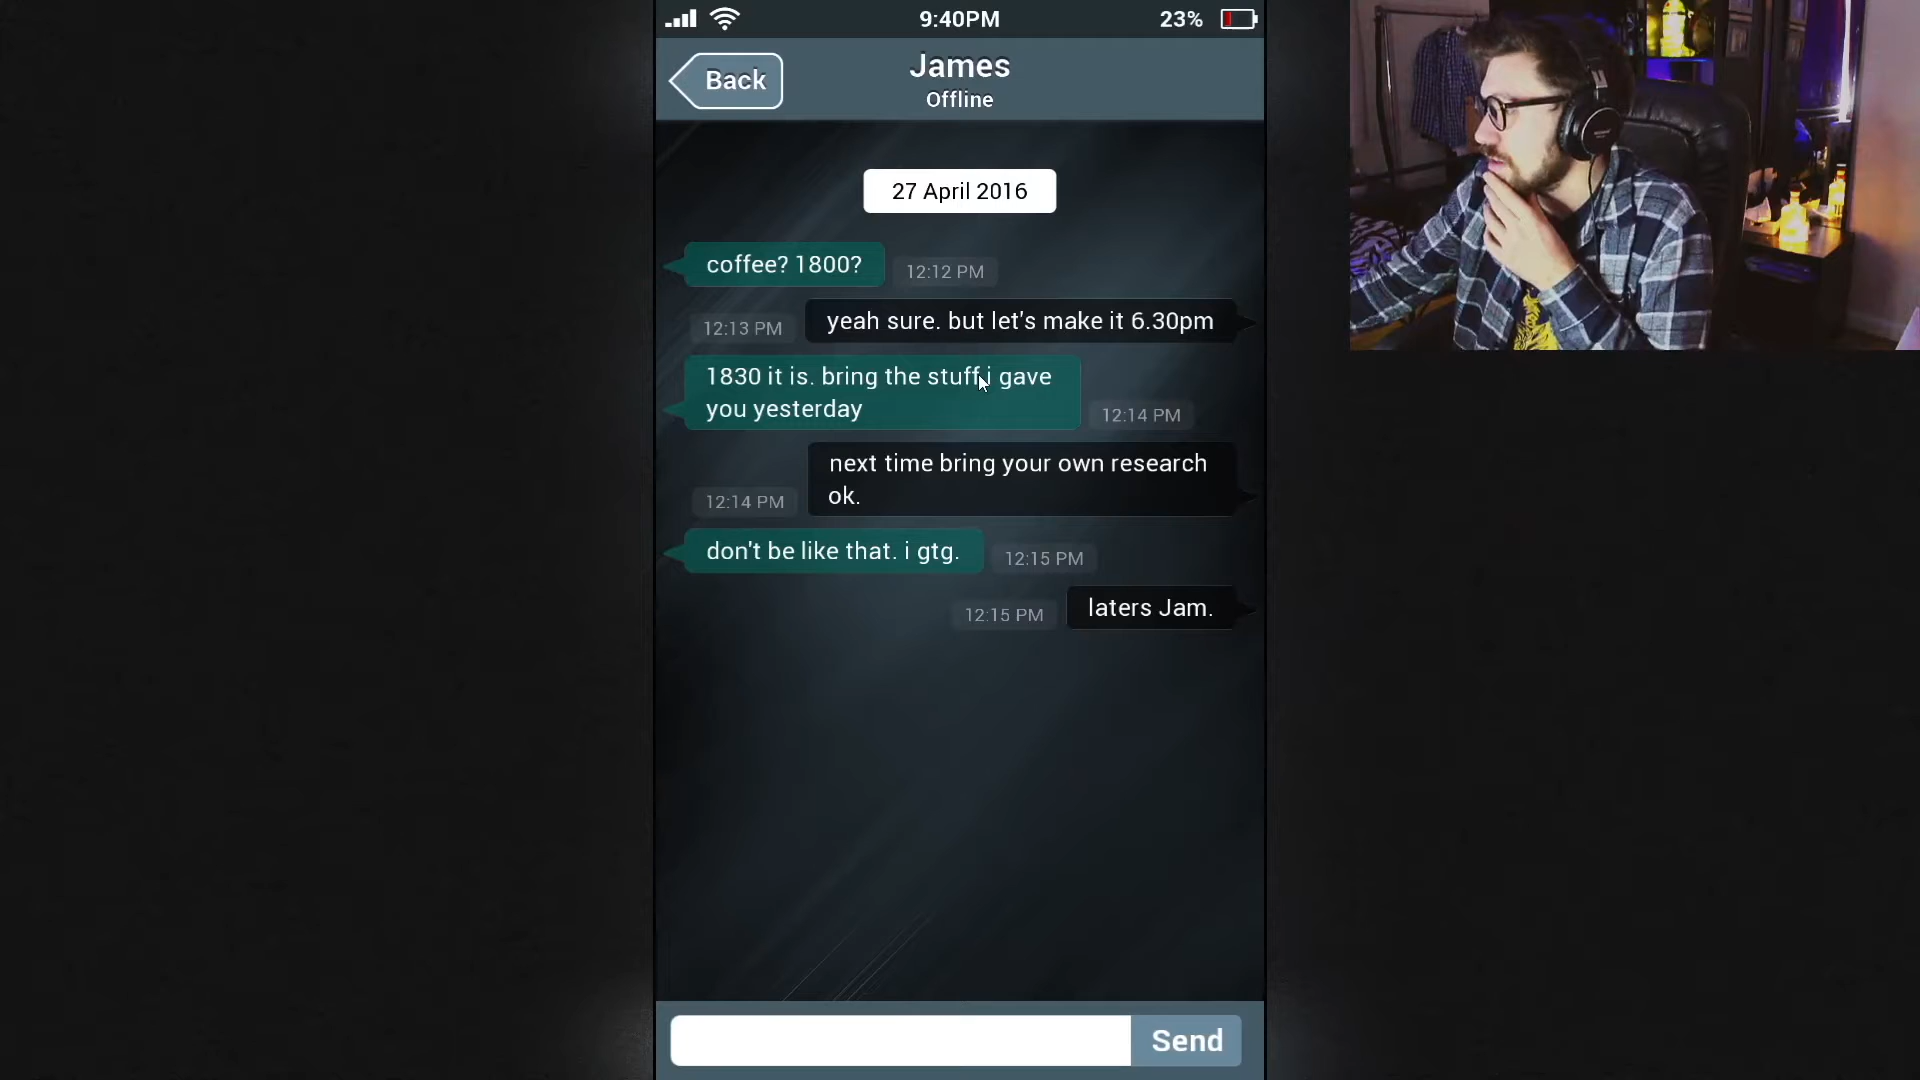 9:40PM
23%
Back
James
Offline
27 April 2016
coffee? 1800?
12:12 PM
yeah sure. but let's make it 6.30pm
12:13 PM
1830 it is. bring the stuff i gave
you yesterday
12:14 PM
next time bring your own research
ok.
12:14 PM
don't be like that. i gtg.
12:15 PM
laters Jam.
12:15 PM
Send